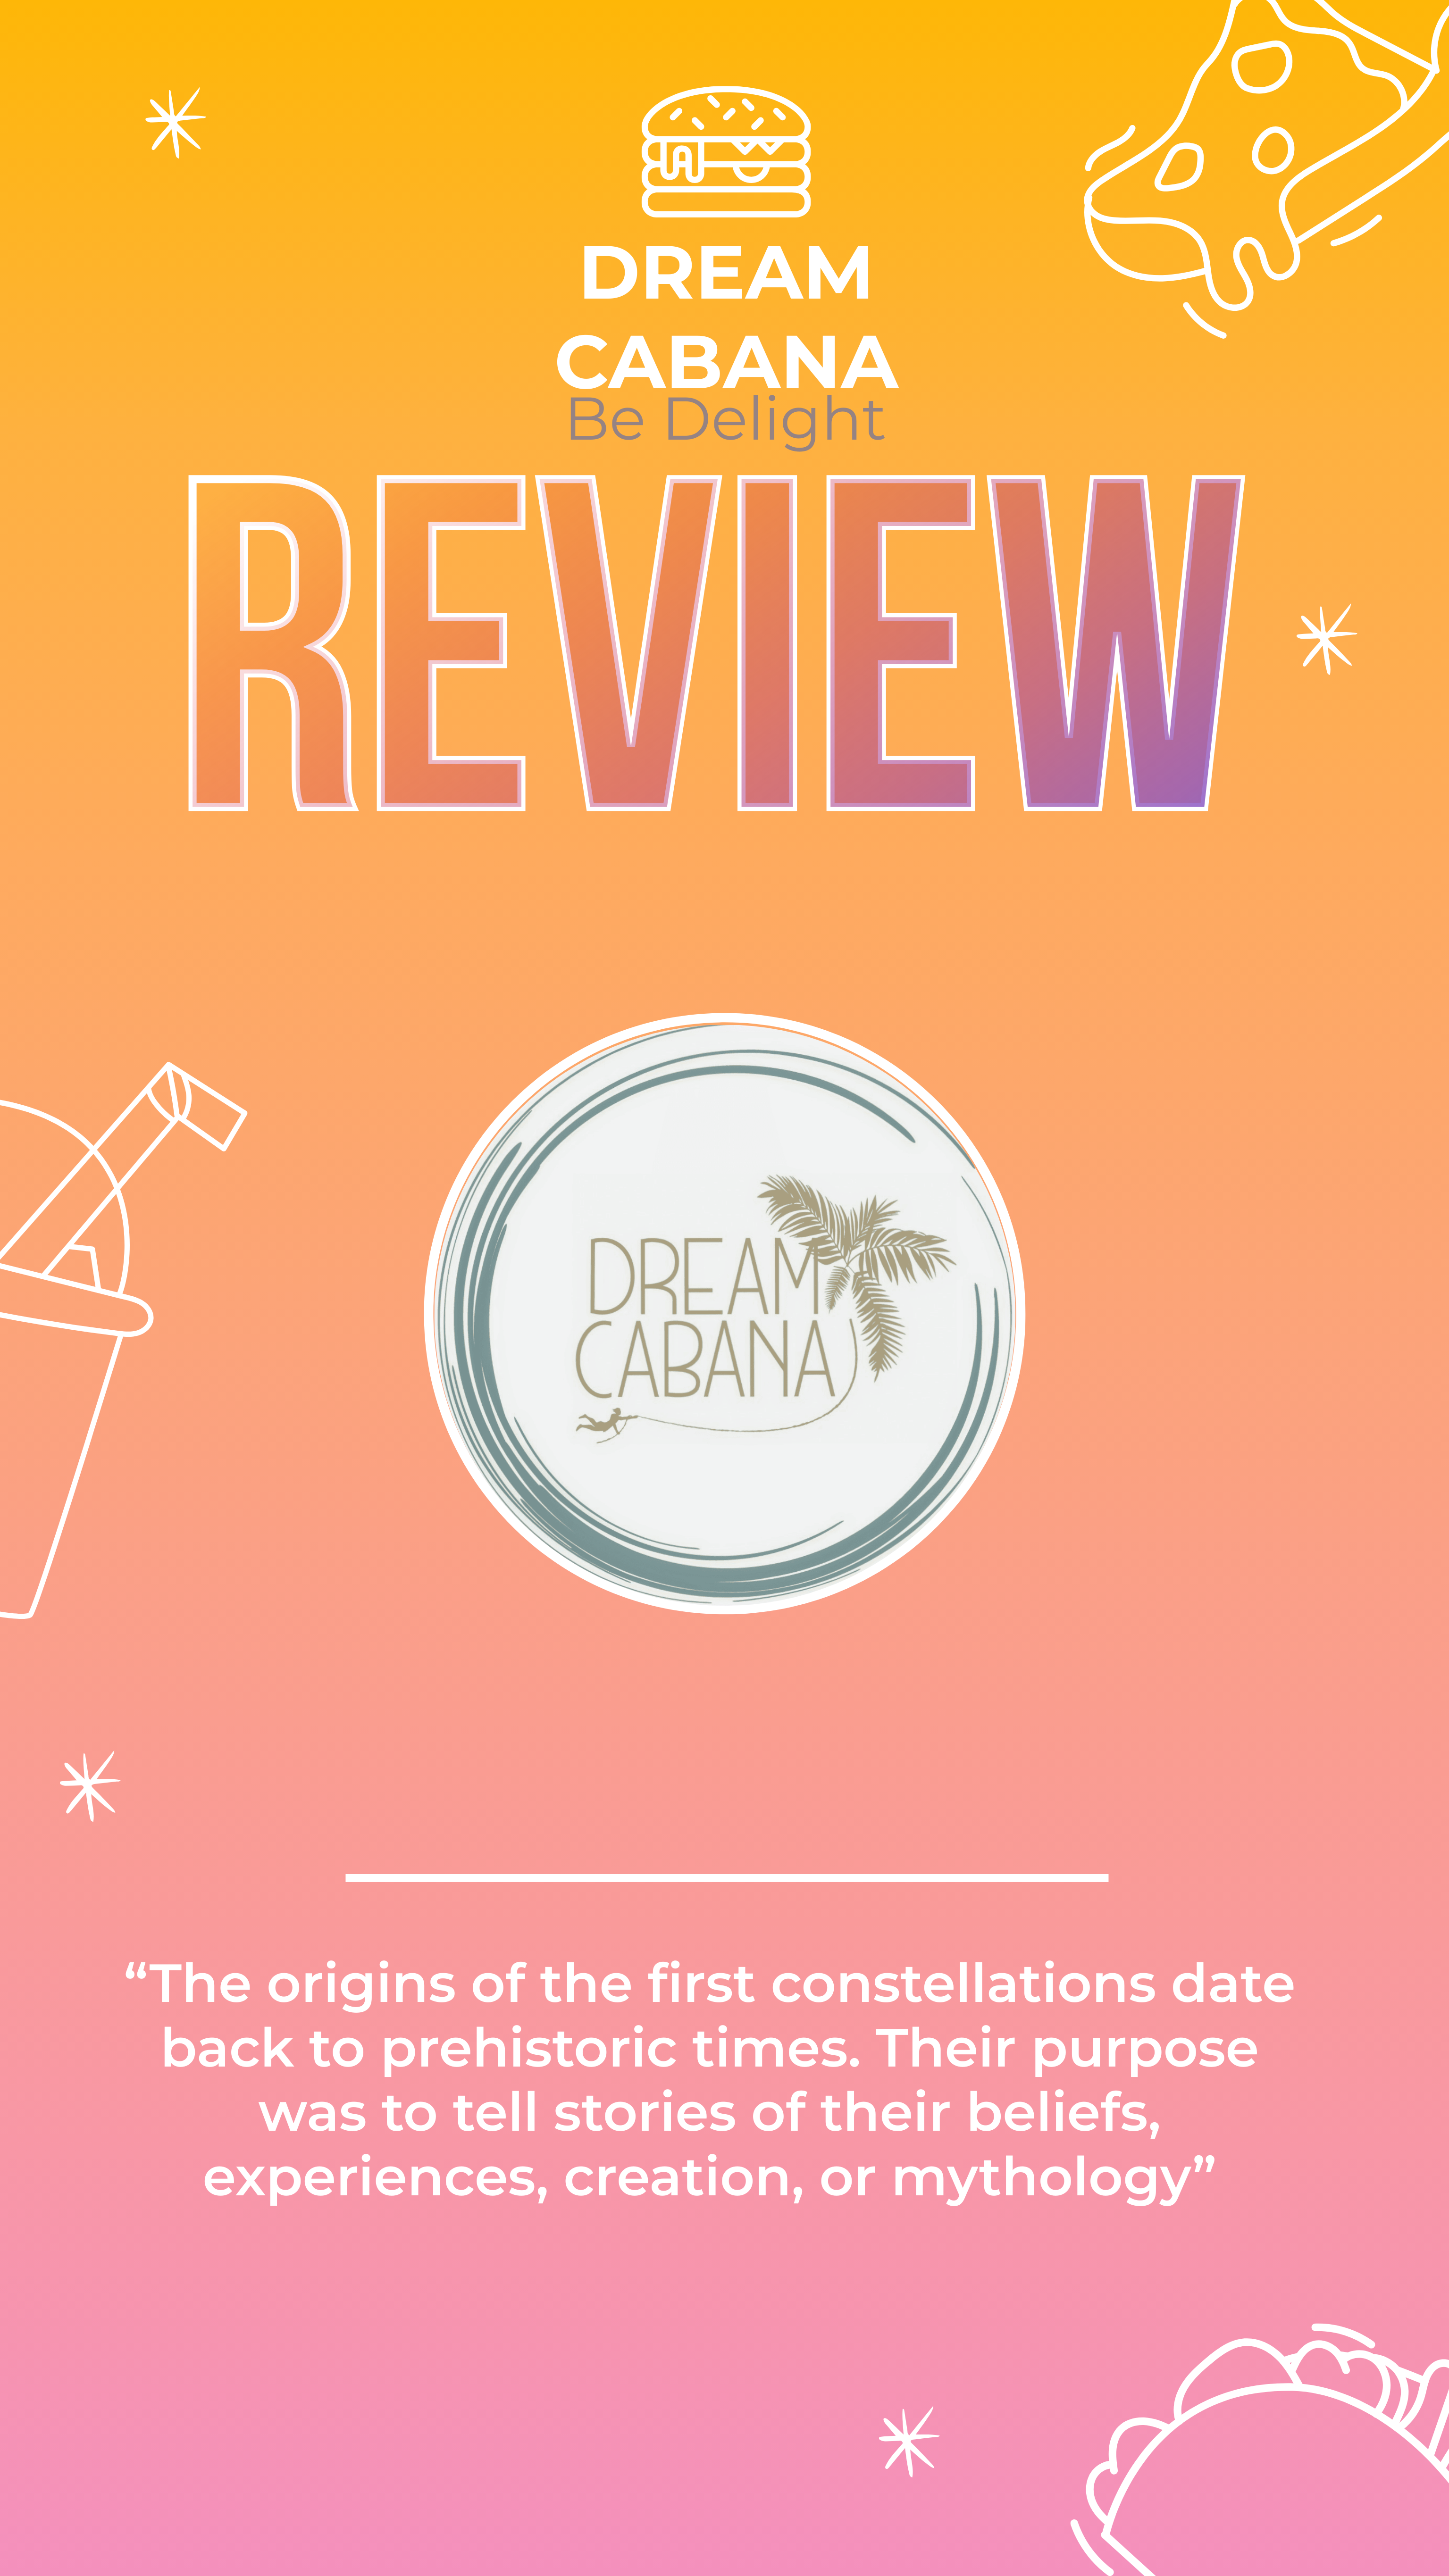 DREAM
CABANA
Be Delight
REVIEW
DREAM
CABANA
“The origins of the first constellations date
back to prehistoric times. Their purpose
was to tell stories of their beliefs,
experiences, creation, or mythology”